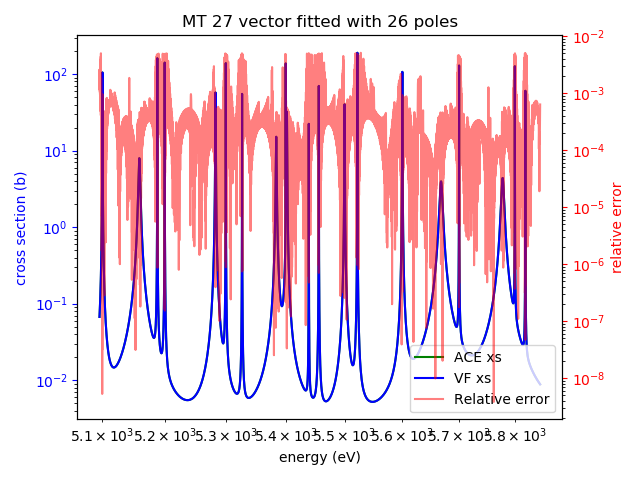 MT 27 vector fitted with 26 poles
cross section (b)
10²
10¹
10⁰
10⁻¹
10⁻²
10⁻²
10⁻³
10⁻⁴
10⁻⁵
10⁻⁶
10⁻⁷
10⁻⁸
relative error
ACE xs
VF xs
Relative error
5.1 × 10³ 5.2 × 10³ 5.3 × 10³ 5.4 × 10³ 5.5 × 10³ 5.6 × 10³ 5.7 × 10³ 5.8 × 10³
energy (eV)